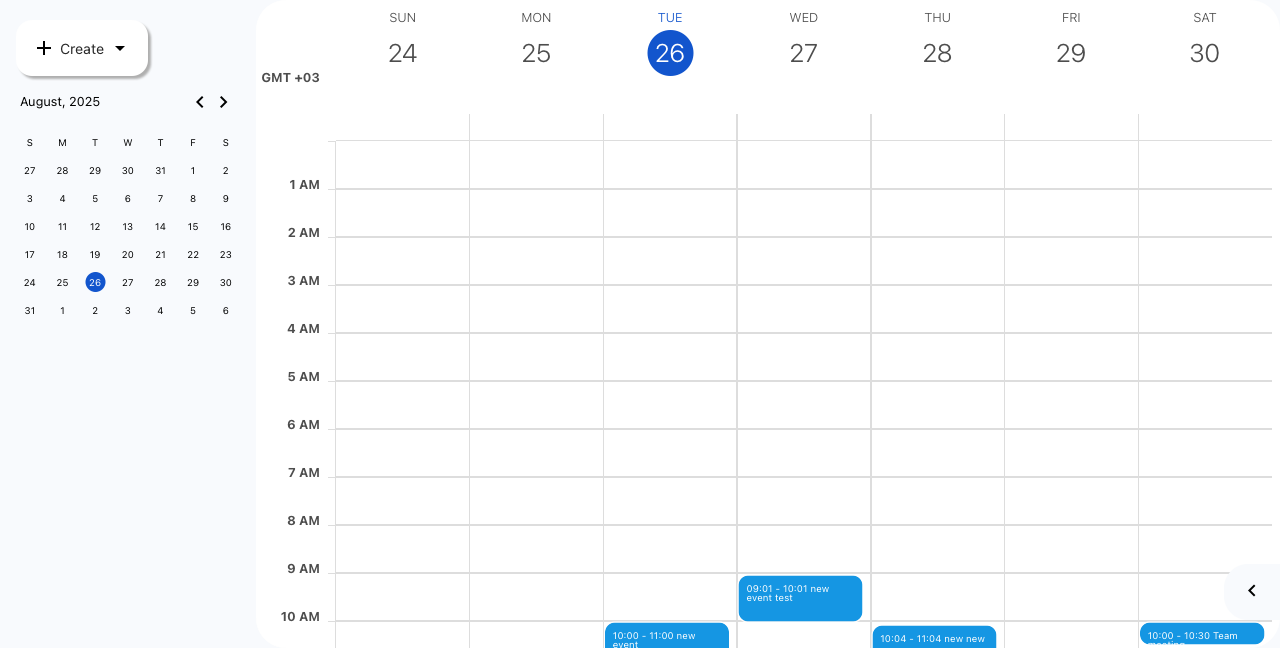 Create
August, 2025
S M T W T F S
27 28 29 30 31 1 2
3 4 5 6 7 8 9
10 11 12 13 14 15 16
17 18 19 20 21 22 23
24 25 26 27 28 29 30
31 1 2 3 4 5 6
SUN MON TUE WED THU FRI SAT
24 25 26 27 28 29 30
GMT +03
1 AM
2 AM
3 AM
4 AM
5 AM
6 AM
7 AM
8 AM
9 AM
09:01 - 10:01 new
event test
10 AM
10:00 - 11:00 new
event
10:04 - 11:04 new new
10:00 - 10:30 Team
meeting